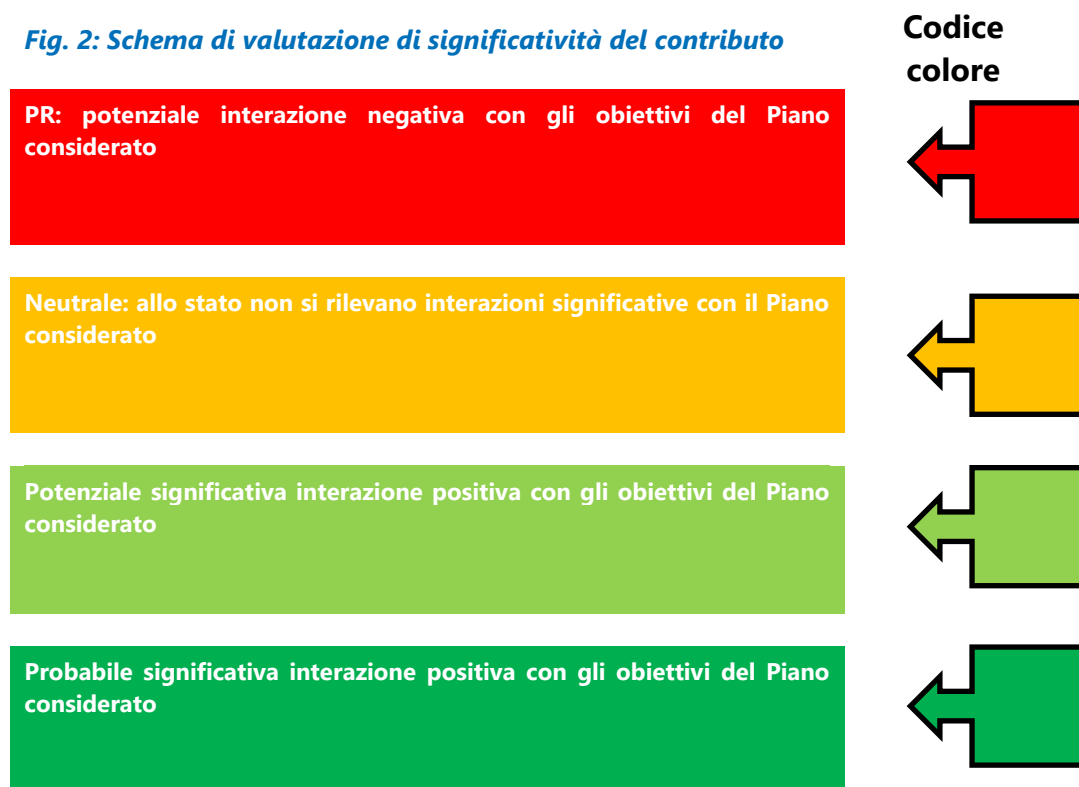 Fig. 2: Schema di valutazione di significatività del contributo
Codice
colore
PR: potenziale interazione negativa con gli obiettivi del Piano
considerato
Neutrale: allo stato non si rilevano interazioni significative con il Piano
considerato
Potenziale significativa interazione positiva con gli obiettivi del Piano
considerato
Probabile significativa interazione positiva con gli obiettivi del Piano
considerato